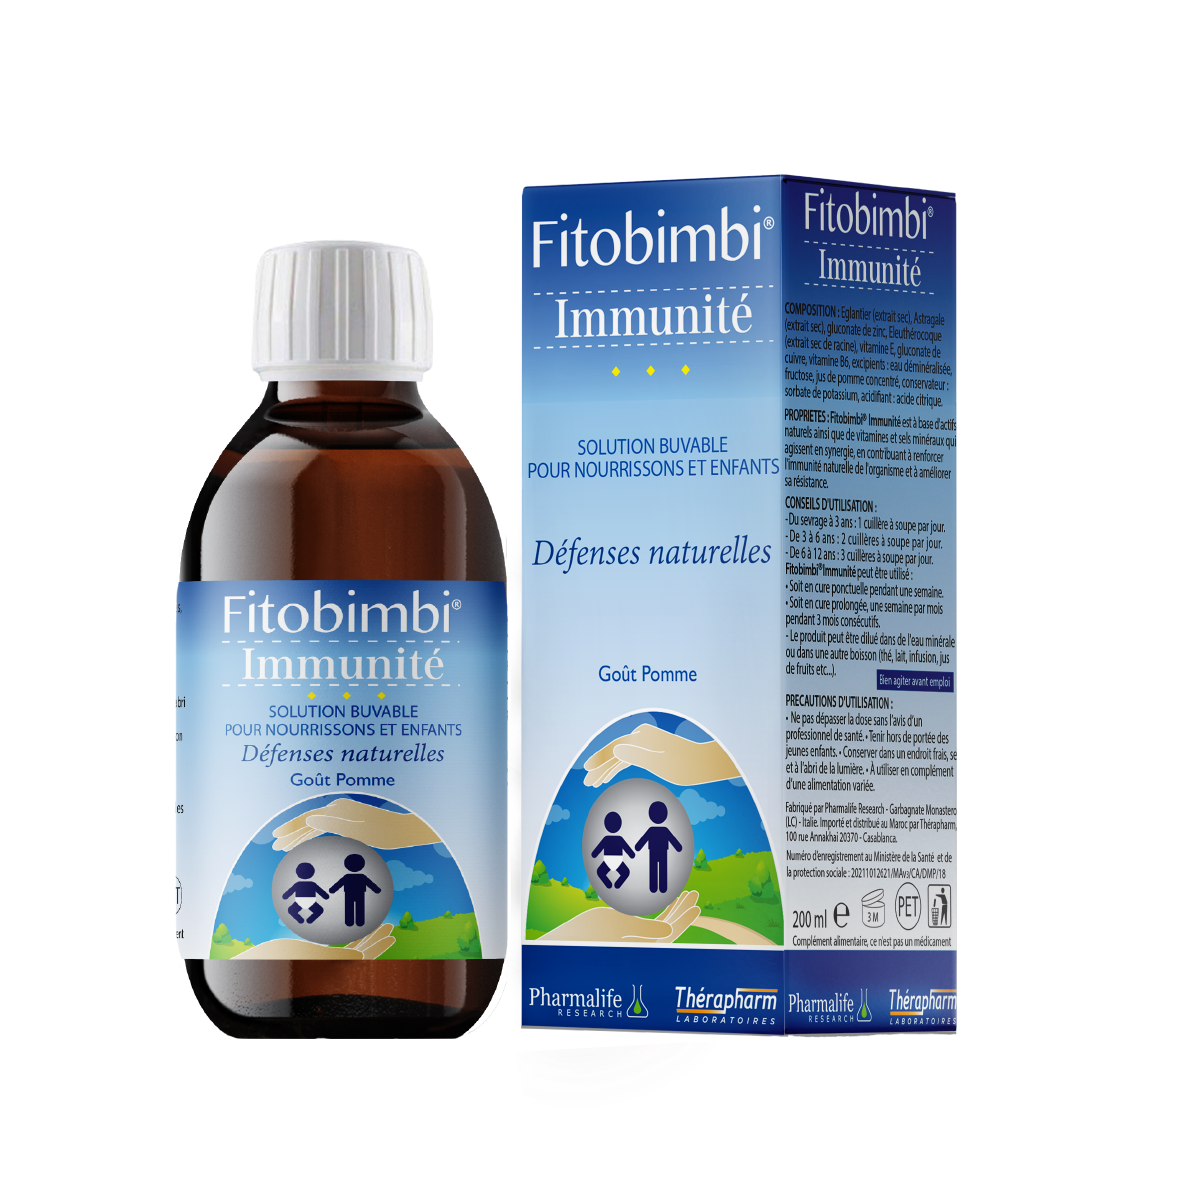 Fitobimbi®
Immunité
SOLUTION BUVABLE
POUR NOURRISSONS ET ENFANTS
Défenses naturelles
Goût Pomme
Fitobimbi®
Immunité
SOLUTION BUVABLE
POUR NOURRISSONS ET ENFANTS
Défenses naturelles
Goût Pomme
Pharmalife
RESEARCH
Thérapharm
LABORATOIRES
Fitobimbi®
Immunité
COMPOSITION : Eglantier (extrait sec), Astragale
(extrait sec), gluconate de zinc, Eleuthérocoque
(extrait sec de racine), vitamine E, gluconate de
cuivre, vitamine B6, excipients : eau déminéralisée,
fructose, jus de pomme concentré, conservateur :
sorbate de potassium, acidifiant : acide citrique.
PROPRIETES : Fitobimbi® Immunité est à base d'actifs
naturels ainsi que de vitamines et sels minéraux qui
agissent en synergie, en contribuant à renforcer
l'immunité naturelle de l'organisme et à améliorer
sa résistance.
CONSEILS D'UTILISATION :
- Du sevrage à 3 ans : 1 cuillère à soupe par jour.
- De 3 à 6 ans : 2 cuillères à soupe par jour.
- De 6 à 12 ans : 3 cuillères à soupe par jour.
Fitobimbi® Immunité peut être utilisé :
• Soit en cure ponctuelle pendant une semaine.
• Soit en cure prolongée, une semaine par mois
pendant 3 mois consécutifs.
- Le produit peut être dilué dans de l'eau minérale
ou dans une autre boisson (thé, lait, infusion, jus
de fruits etc...).
Bien agiter avant emploi
PRECAUTIONS D'UTILISATION :
• Ne pas dépasser la dose sans l'avis d'un
professionnel de santé. • Tenir hors de portée des
jeunes enfants. • Conserver dans un endroit frais, se
et à l'abri de la lumière. • À utiliser en complément
d'une alimentation variée.
Fabriqué par Pharmalife Research - Garbagnate Monastero
(LC) - Italie. Importé et distribué au Maroc par Thérapharm,
100 rue Annakhai 20370 - Casablanca.
Numéro d'enregistrement au Ministère de la Santé et de
la protection sociale : 20211012621/MAva/CA/DMP/18
200 ml e 3 M PET
Complément alimentaire, ce n'est pas un médicament
Pharmalife
RESEARCH
Thérapharm
LABORATOIRES